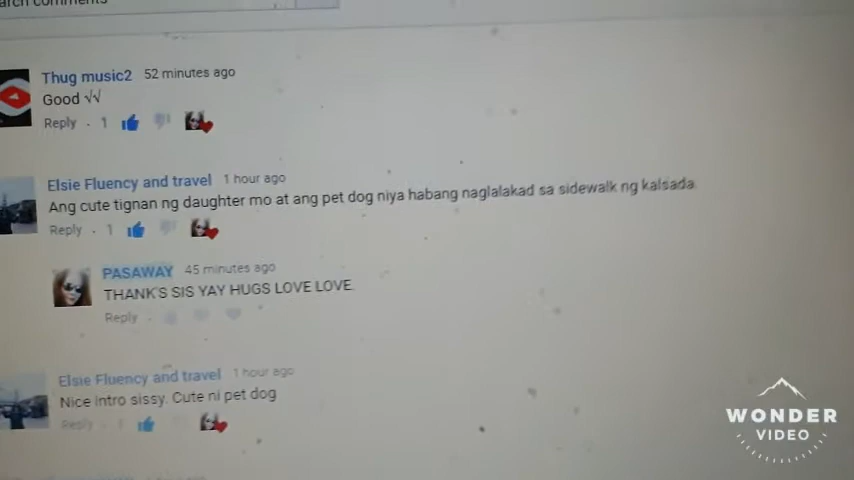 arch comments
Thug music2 52 minutes ago
Good √√
Reply · 1
Elsie Fluency and travel 1 hour ago
Ang cute tignan ng daughter mo at ang pet dog niya habang naglalakad sa sidewalk ng kalsada.
Reply · 1
PASAWAY 45 minutes ago
THANK'S SIS YAY HUGS LOVE LOVE.
Reply ·
Elsie Fluency and travel 1 hour ago
Nice intro sissy. Cute ni pet dog
Reply · 1
WONDER
VIDEO